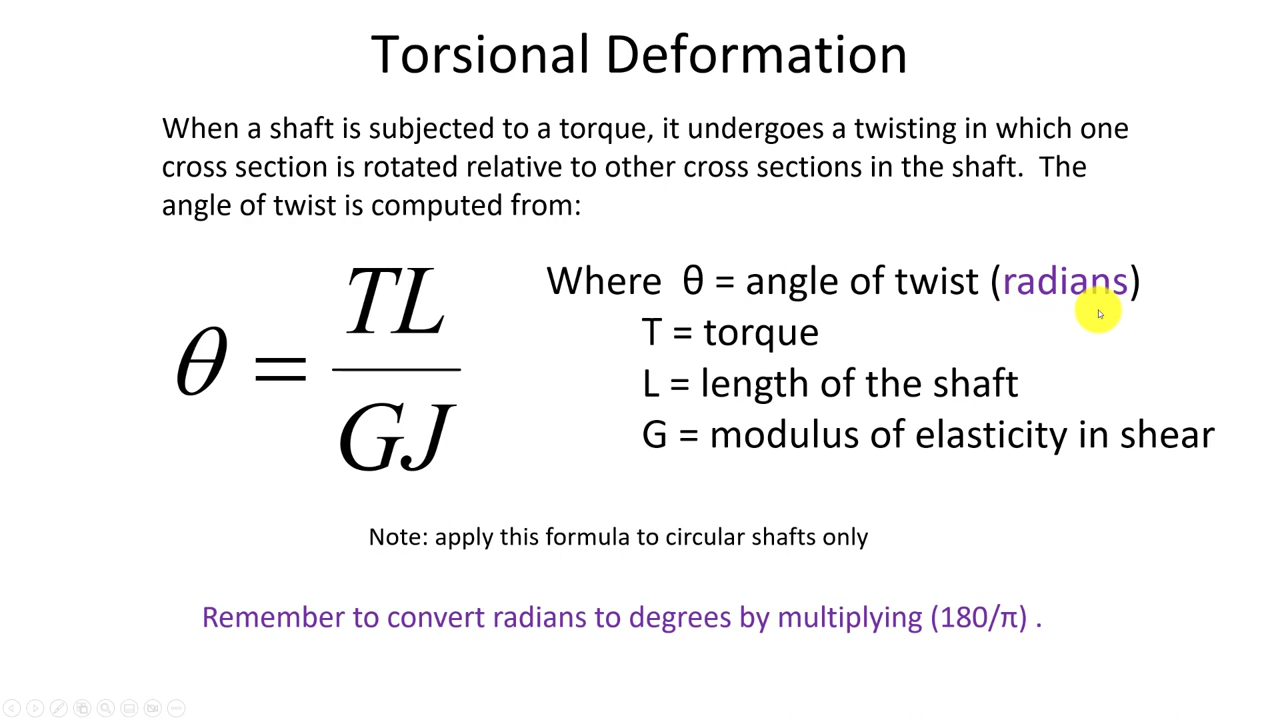 Torsional Deformation
When a shaft is subjected to a torque, it undergoes a twisting in which one
cross section is rotated relative to other cross sections in the shaft.  The
angle of twist is computed from:
θ = TL / GJ
Where  θ = angle of twist (radians)
T = torque
L = length of the shaft
G = modulus of elasticity in shear
Note: apply this formula to circular shafts only
Remember to convert radians to degrees by multiplying (180/π) .